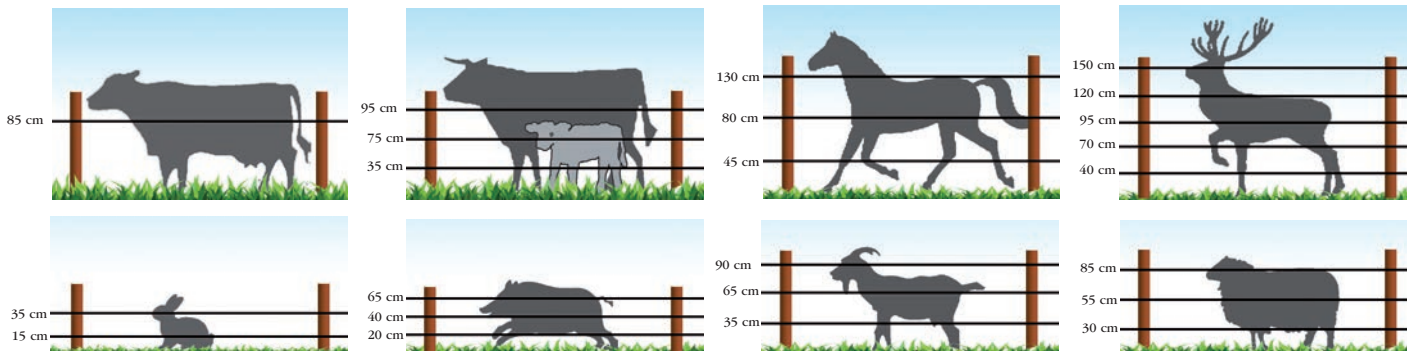 85 cm
95 cm
75 cm
35 cm
130 cm
80 cm
45 cm
150 cm
120 cm
95 cm
70 cm
40 cm
35 cm
15 cm
65 cm
40 cm
20 cm
90 cm
65 cm
35 cm
85 cm
55 cm
30 cm